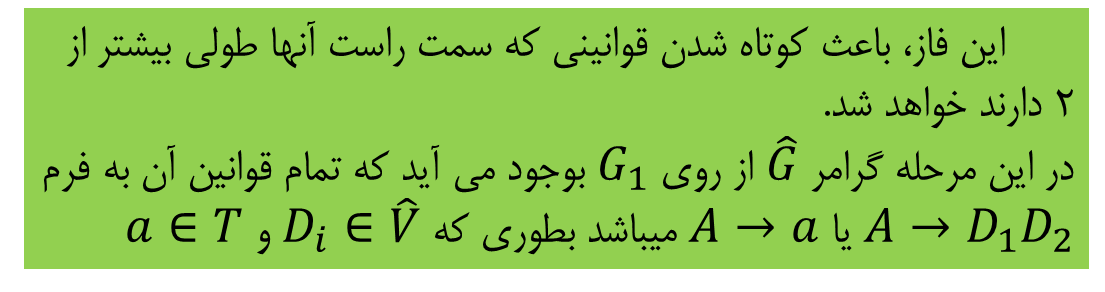 این فاز، باعث کوتاه شدن قوانینی که سمت راست آنها طولی بیشتر از
۲ دارند خواهد شد.
در این مرحله گرامر Ĝ از روی G₁ بوجود می آید که تمام قوانین آن به فرم
A → D₁D₂ یا A → a میباشد بطوری که Dᵢ ∈ V̂ و a ∈ T